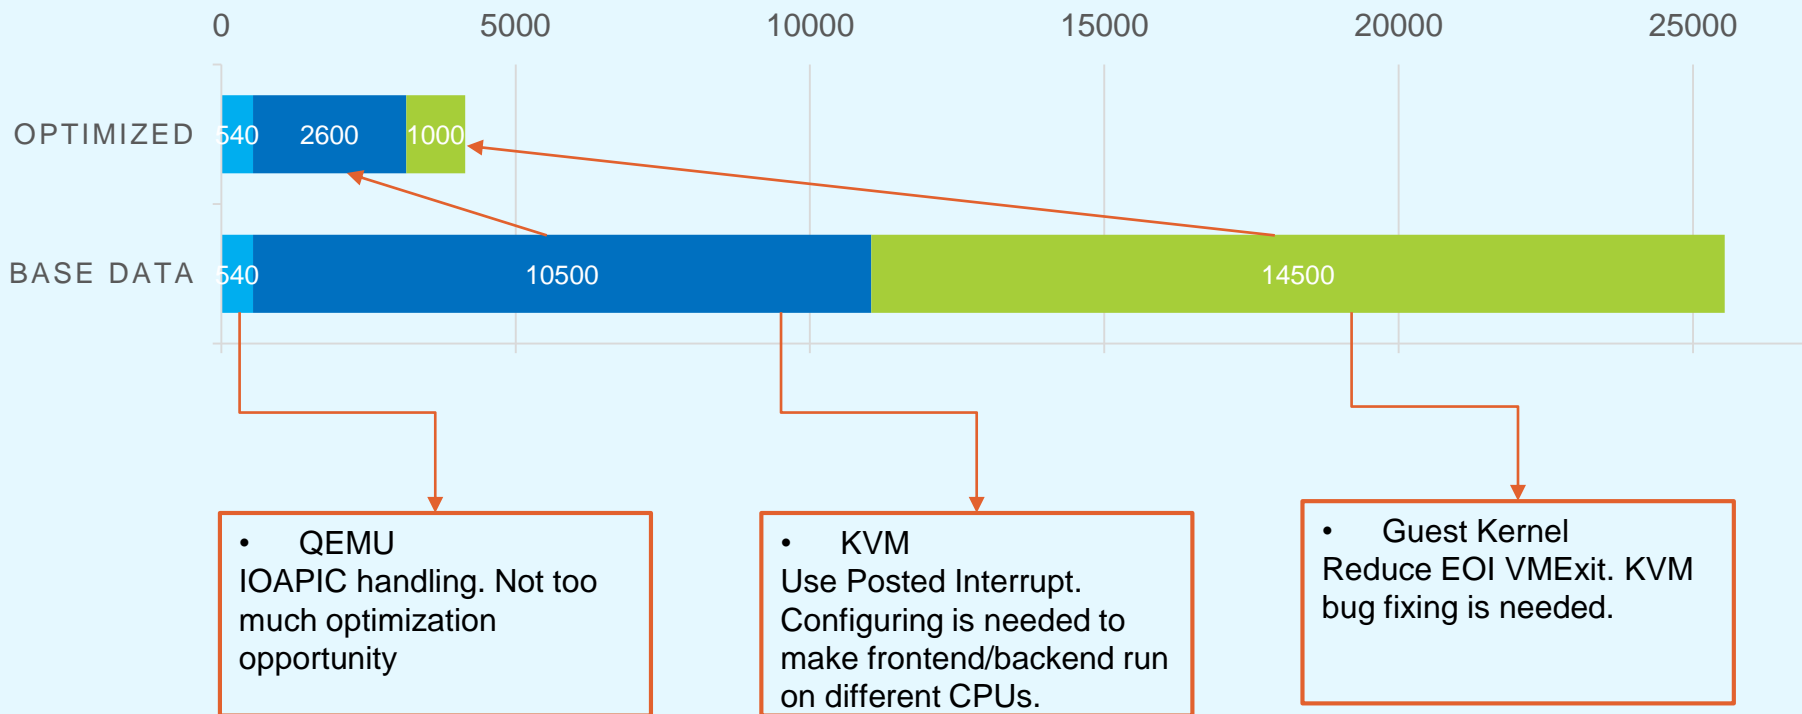 0 5000 10000 15000 20000 25000
OPTIMIZED 540 2600 1000
BASE DATA 540 10500 14500
• QEMU
IOAPIC handling. Not too
much optimization
opportunity
• KVM
Use Posted Interrupt.
Configuring is needed to
make frontend/backend run
on different CPUs.
• Guest Kernel
Reduce EOI VMExit. KVM
bug fixing is needed.